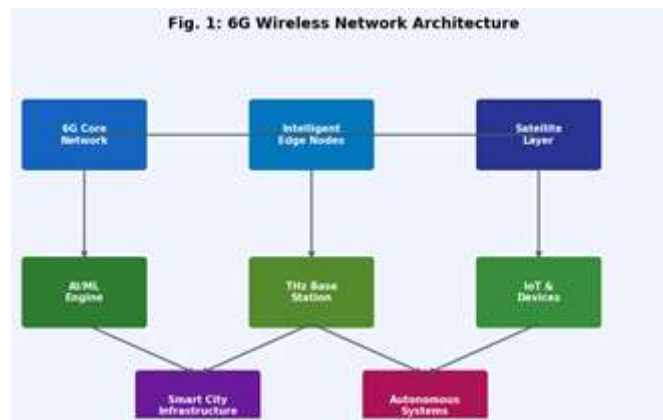 Fig. 1: 6G Wireless Network Architecture
6G Core
Network
Intelligent
Edge Nodes
Satellite
Layer
AI/ML
Engine
THz Base
Station
IoT &
Devices
Smart City
Infrastructure
Autonomous
Systems